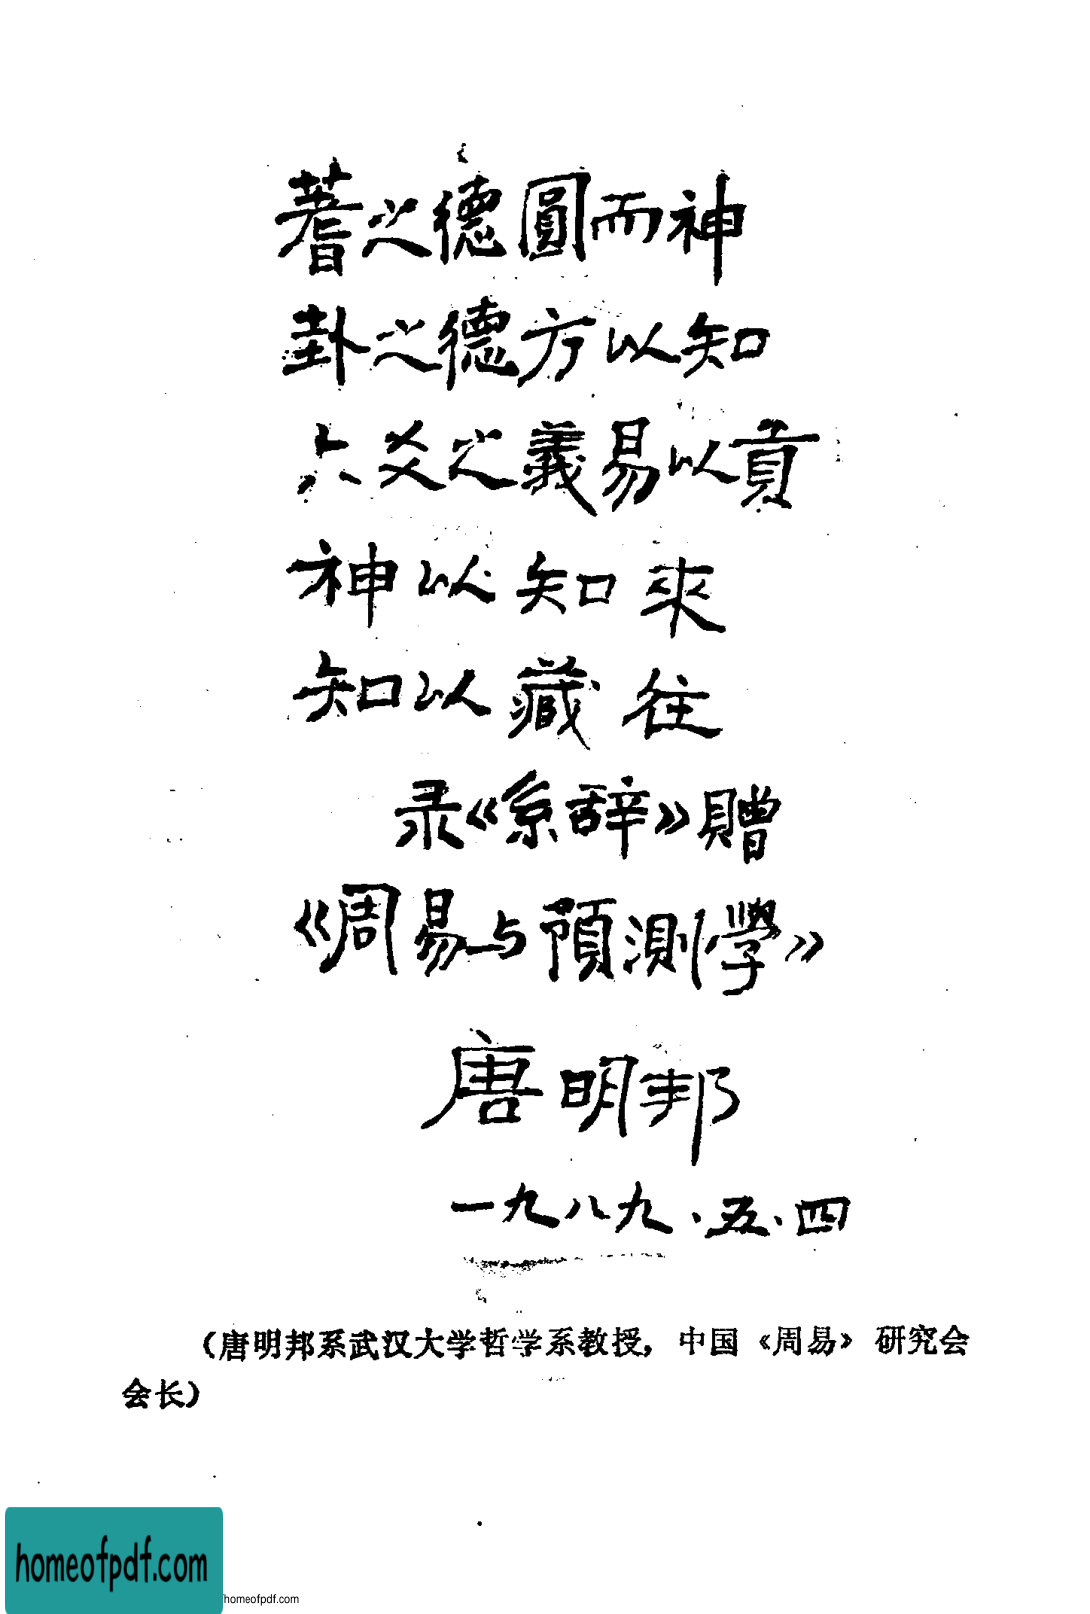 蓍之德圓而神
卦之德方以知
六爻之義易以貢
神以知來
知以藏往
录《系辞》贈
《周易与預測學》
唐明邦
一九八九.五.四
(唐明邦系武汉大学哲学系教授，中国《周易》研究会
会长)
homeofpdf.com
homeofpdf.com